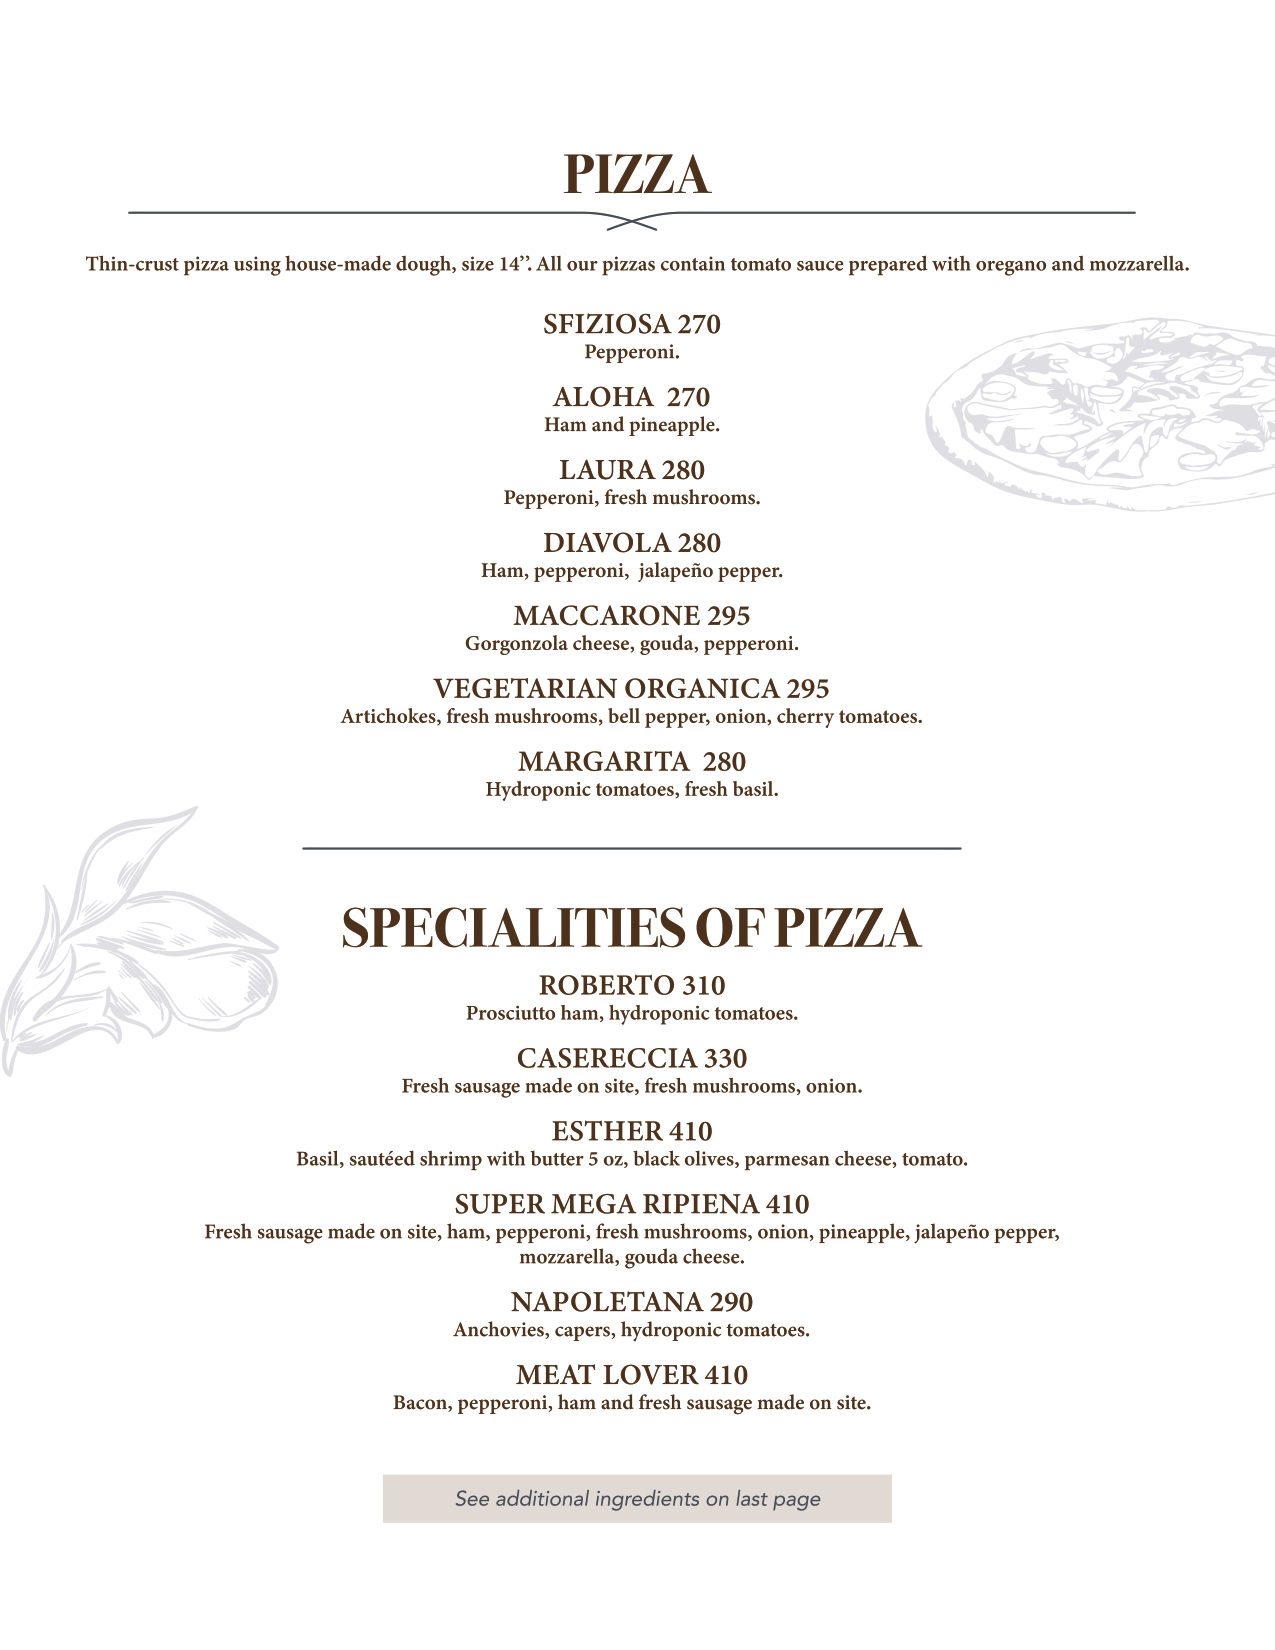 PIZZA
Thin-crust pizza using house-made dough, size 14’’. All our pizzas contain tomato sauce prepared with oregano and mozzarella.
SFIZIOSA 270
Pepperoni.
ALOHA  270
Ham and pineapple.
LAURA 280
Pepperoni, fresh mushrooms.
DIAVOLA 280
Ham, pepperoni,  jalapeño pepper.
MACCARONE 295
Gorgonzola cheese, gouda, pepperoni.
VEGETARIAN ORGANICA 295
Artichokes, fresh mushrooms, bell pepper, onion, cherry tomatoes.
MARGARITA  280
Hydroponic tomatoes, fresh basil.
SPECIALITIES OF PIZZA
ROBERTO 310
Prosciutto ham, hydroponic tomatoes.
CASERECCIA 330
Fresh sausage made on site, fresh mushrooms, onion.
ESTHER 410
Basil, sautéed shrimp with butter 5 oz, black olives, parmesan cheese, tomato.
SUPER MEGA RIPIENA 410
Fresh sausage made on site, ham, pepperoni, fresh mushrooms, onion, pineapple, jalapeño pepper,
mozzarella, gouda cheese.
NAPOLETANA 290
Anchovies, capers, hydroponic tomatoes.
MEAT LOVER 410
Bacon, pepperoni, ham and fresh sausage made on site.
See additional ingredients on last page